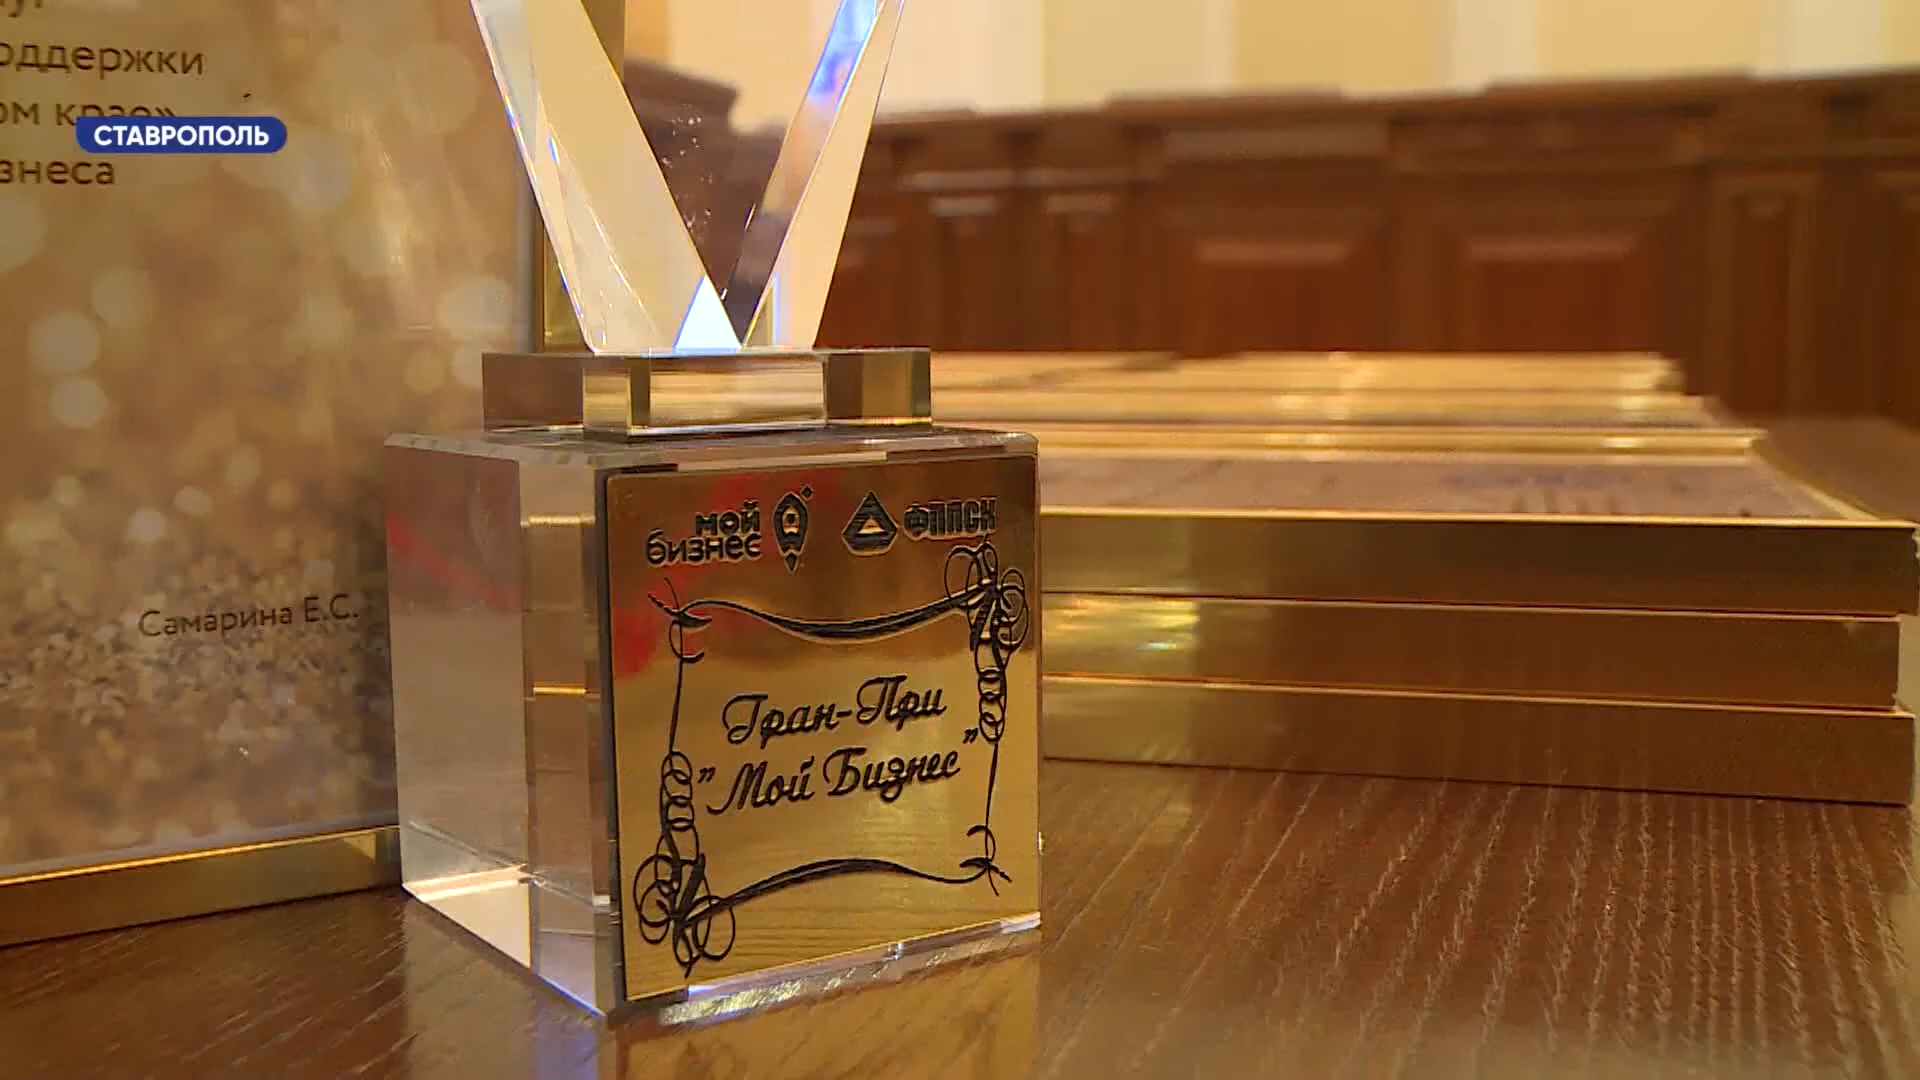 оддержки
ом крае»
СТАВРОПОЛЬ
знеса
Самарина Е.С.
мой
бизнес
ФППСК
Гран-При
"Мой Бизнес"